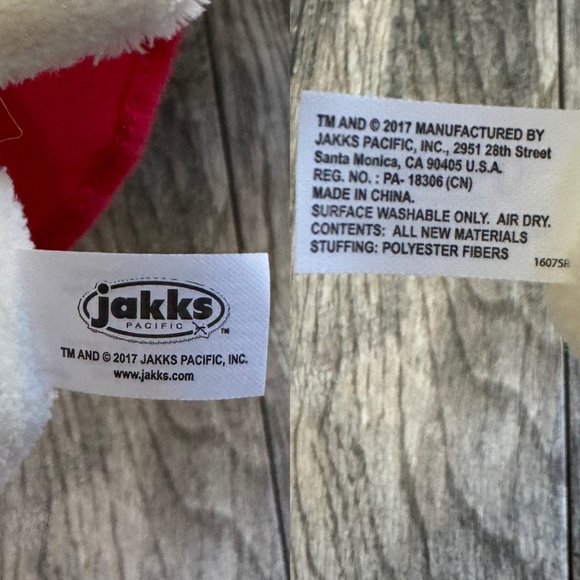 jakks
PACIFIC
TM
TM AND © 2017 JAKKS PACIFIC, INC.
www.jakks.com
TM AND © 2017 MANUFACTURED BY
JAKKS PACIFIC, INC., 2951 28th Street
Santa Monica, CA 90405 U.S.A.
REG. NO. : PA- 18306 (CN)
MADE IN CHINA.
SURFACE WASHABLE ONLY. AIR DRY.
CONTENTS: ALL NEW MATERIALS
STUFFING: POLYESTER FIBERS